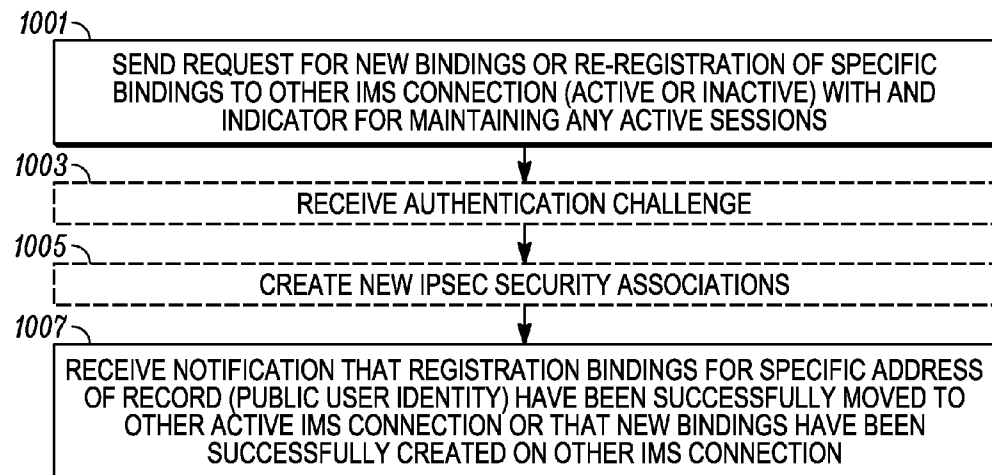 1001
SEND REQUEST FOR NEW BINDINGS OR RE-REGISTRATION OF SPECIFIC
BINDINGS TO OTHER IMS CONNECTION (ACTIVE OR INACTIVE) WITH AND
INDICATOR FOR MAINTAINING ANY ACTIVE SESSIONS
1003
RECEIVE AUTHENTICATION CHALLENGE
1005
CREATE NEW IPSEC SECURITY ASSOCIATIONS
1007
RECEIVE NOTIFICATION THAT REGISTRATION BINDINGS FOR SPECIFIC ADDRESS
OF RECORD (PUBLIC USER IDENTITY) HAVE BEEN SUCCESSFULLY MOVED TO
OTHER ACTIVE IMS CONNECTION OR THAT NEW BINDINGS HAVE BEEN
SUCCESSFULLY CREATED ON OTHER IMS CONNECTION